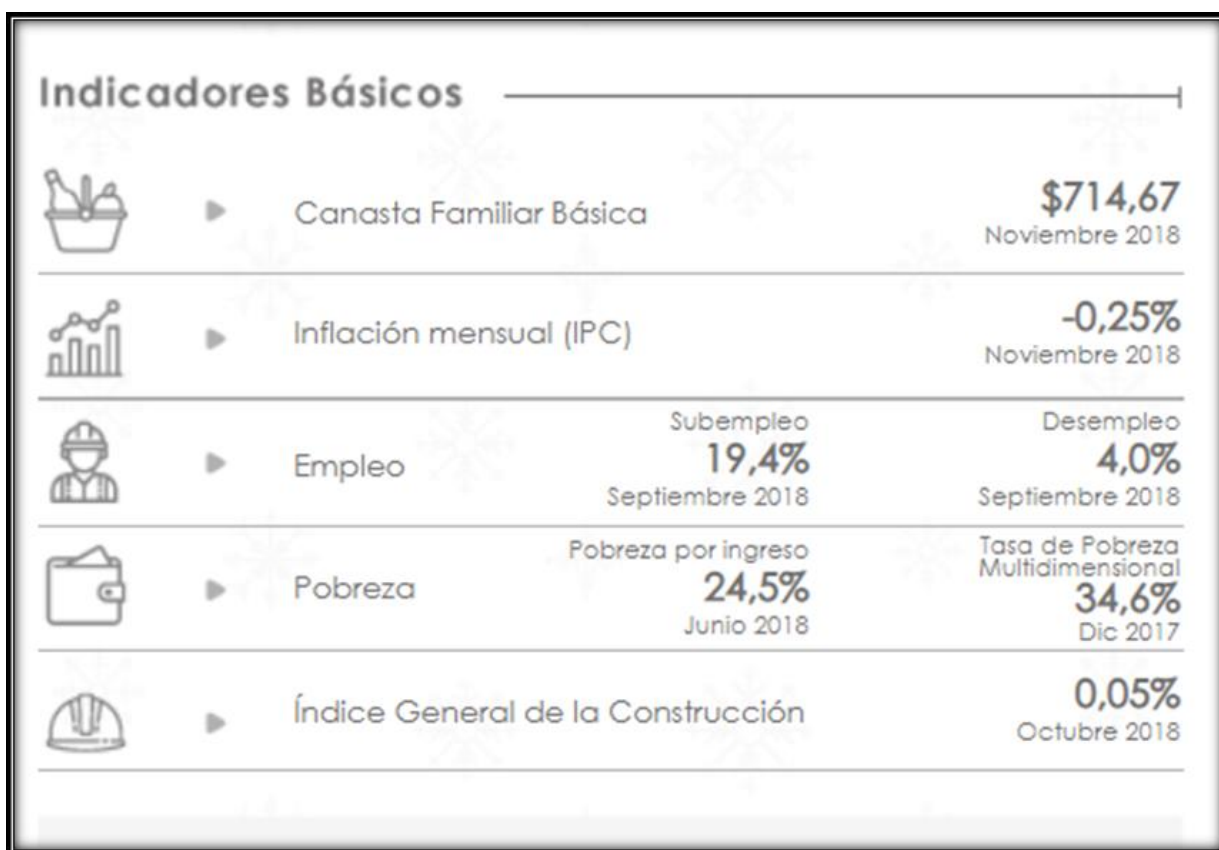 Indicadores Básicos
Canasta Familiar Básica
$714,67
Noviembre 2018
Inflación mensual (IPC)
-0,25%
Noviembre 2018
Empleo
Subempleo
19,4%
Septiembre 2018
Desempleo
4,0%
Septiembre 2018
Pobreza
Pobreza por ingreso
24,5%
Junio 2018
Tasa de Pobreza
Multidimensional
34,6%
Dic 2017
Índice General de la Construcción
0,05%
Octubre 2018